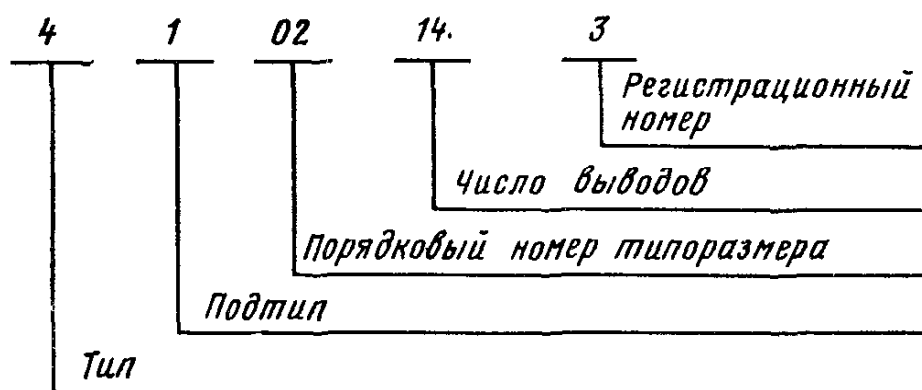 4 1 02 14. 3
Регистрационный
номер
Число выводов
Порядковый номер типоразмера
Подтип
Тип